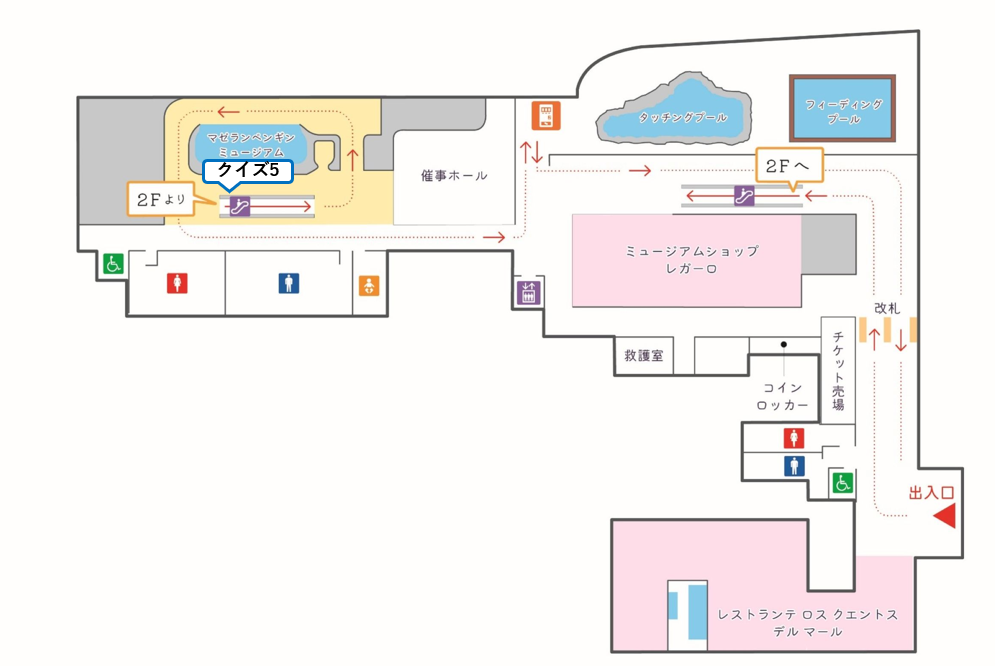 タッチングプール
フィーディング
プール
マゼランペンギン
ミュージアム
クイズ5
2Fより
催事ホール
2Fへ
ミュージアムショップ
レガーロ
改札
チケット売場
救護室
コイン
ロッカー
出入口
レストランテ ロス クエントス
デル マール